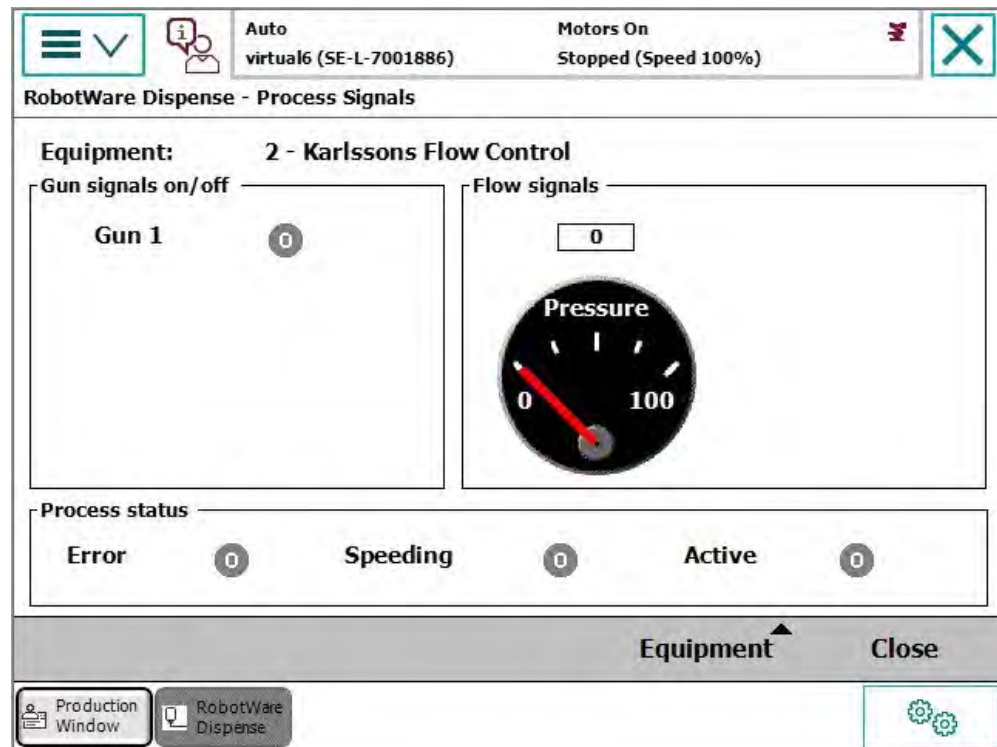 Auto
virtual6 (SE-L-7001886)
Motors On
Stopped (Speed 100%)
RobotWare Dispense - Process Signals
Equipment: 2 - Karlssons Flow Control
Gun signals on/off
Gun 1 0
Flow signals
0
Pressure
0 100
Process status
Error 0 Speeding 0 Active 0
Equipment Close
Production
Window
RobotWare
Dispense